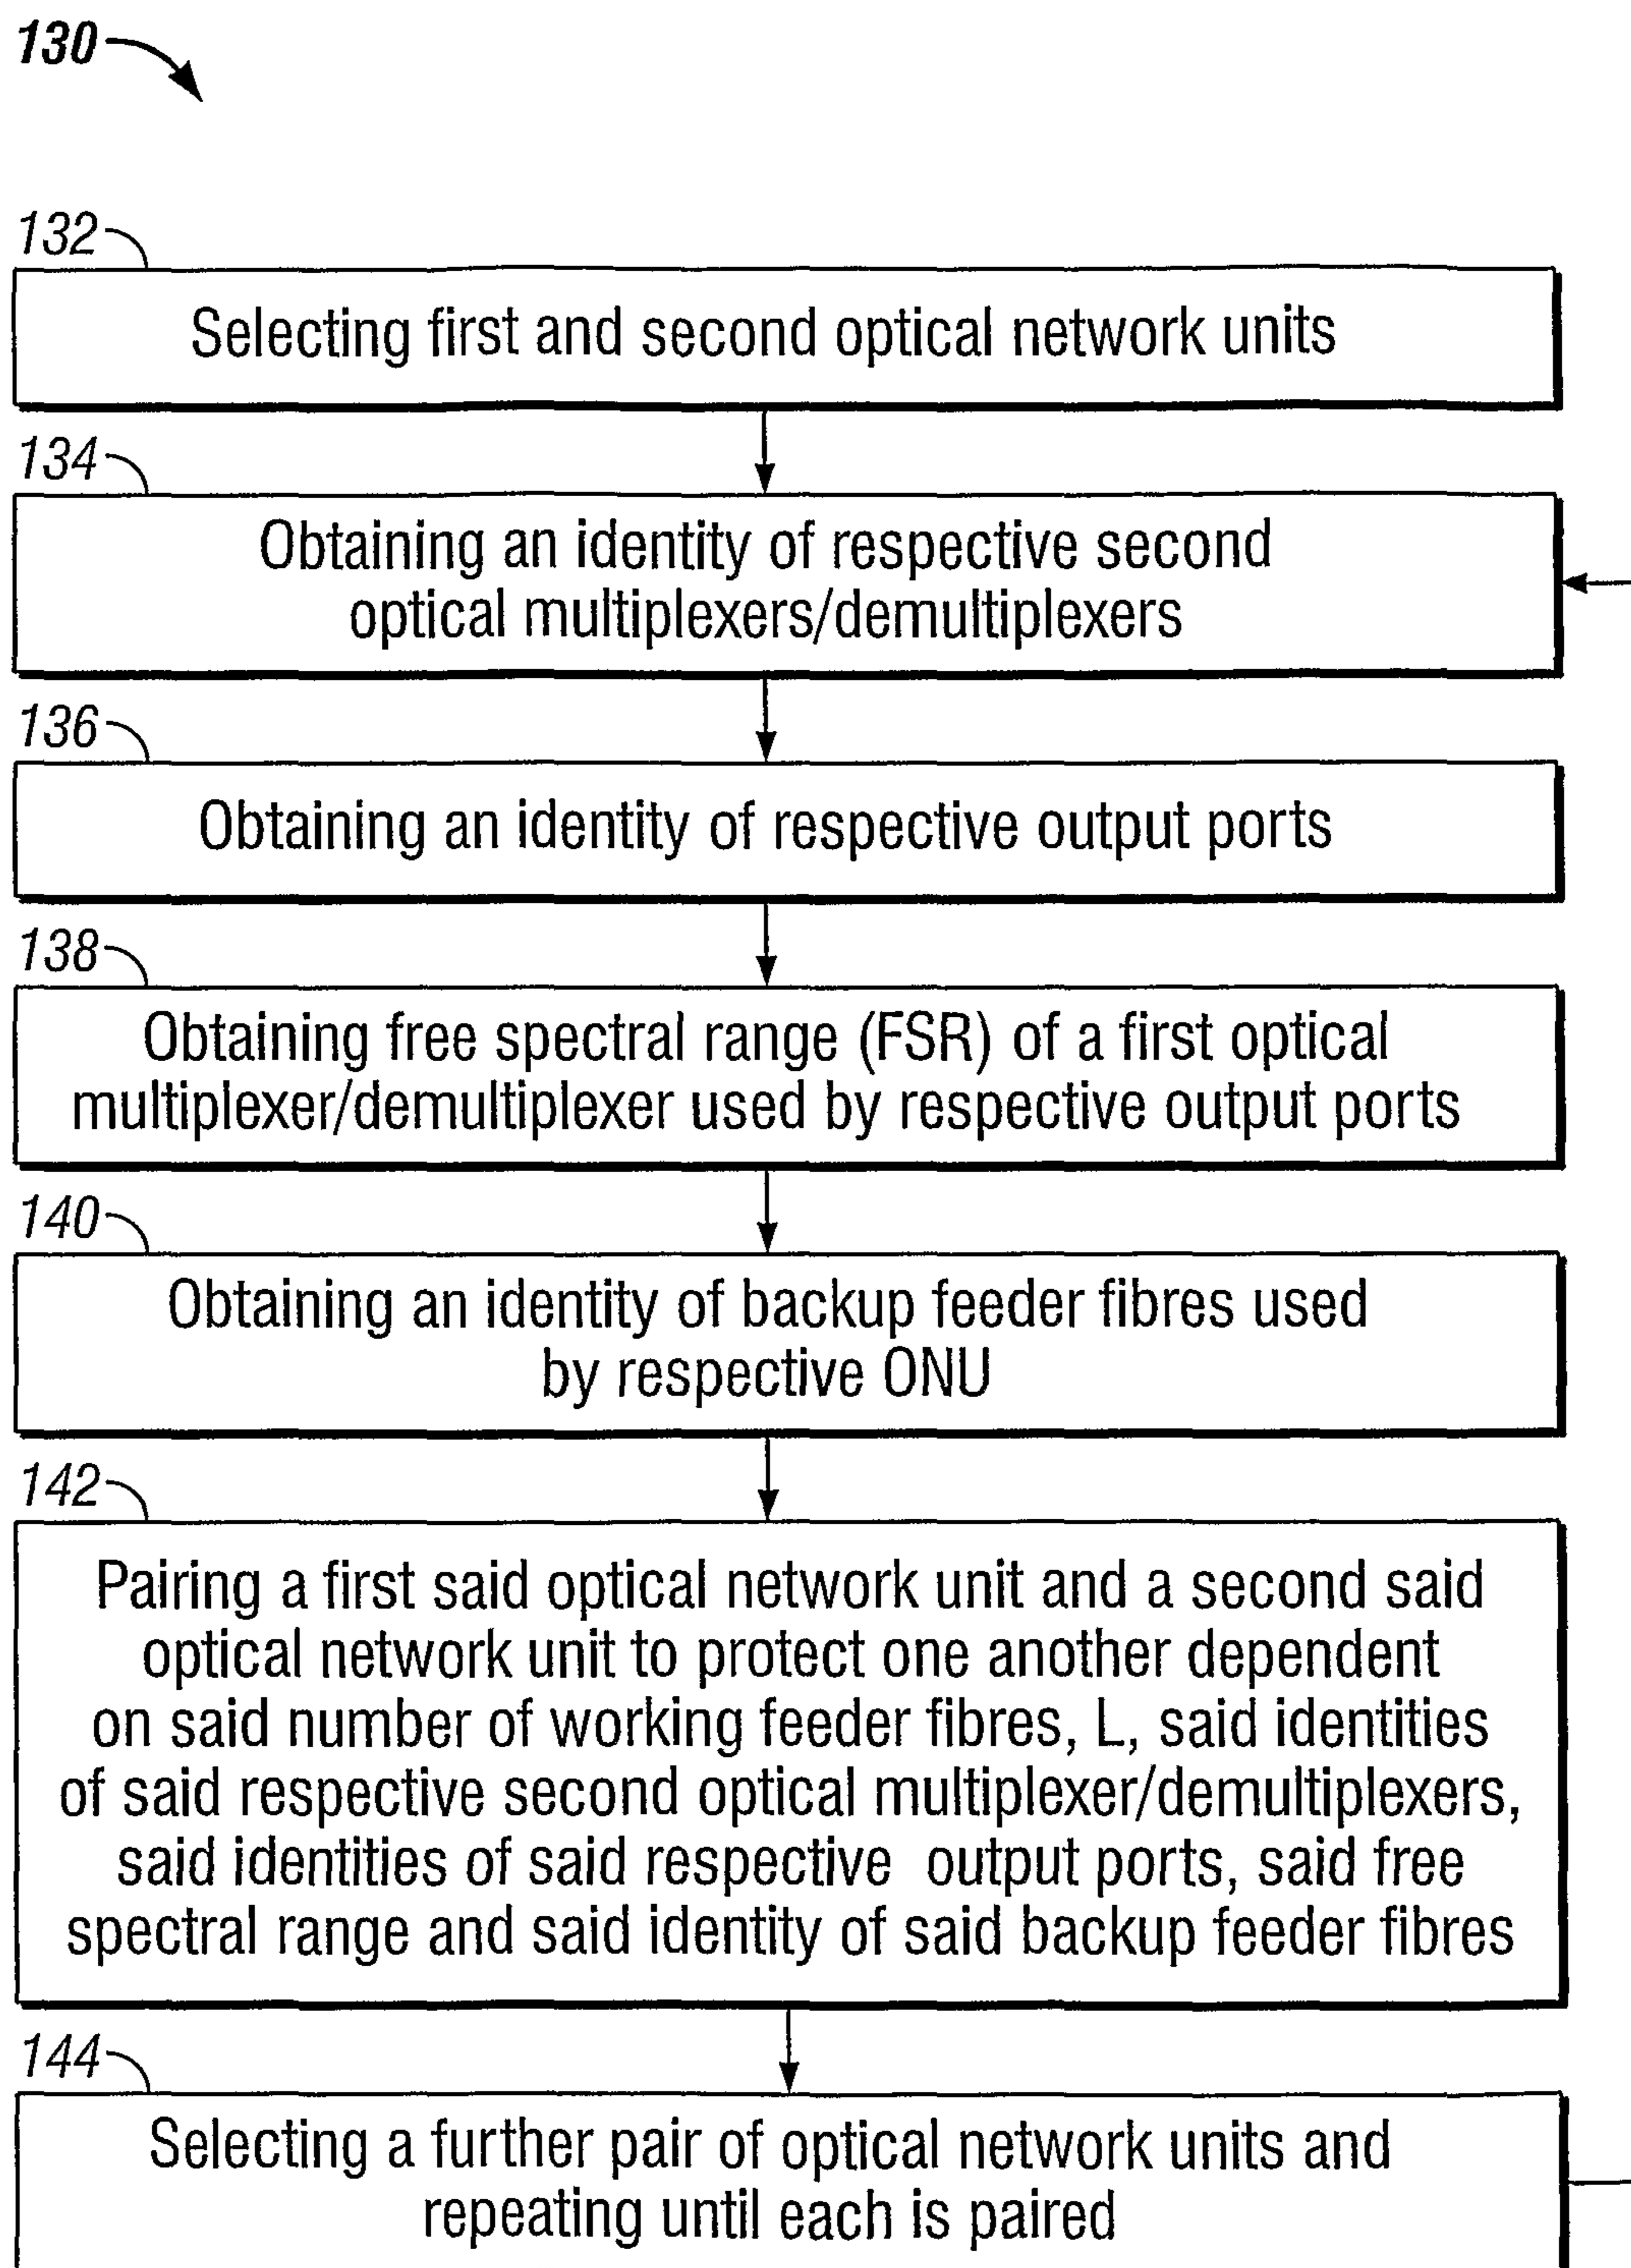 130
132
Selecting first and second optical network units
134
Obtaining an identity of respective second
optical multiplexers/demultiplexers
136
Obtaining an identity of respective output ports
138
Obtaining free spectral range (FSR) of a first optical
multiplexer/demultiplexer used by respective output ports
140
Obtaining an identity of backup feeder fibres used
by respective ONU
142
Pairing a first said optical network unit and a second said
optical network unit to protect one another dependent
on said number of working feeder fibres, L, said identities
of said respective second optical multiplexer/demultiplexers,
said identities of said respective output ports, said free
spectral range and said identity of said backup feeder fibres
144
Selecting a further pair of optical network units and
repeating until each is paired